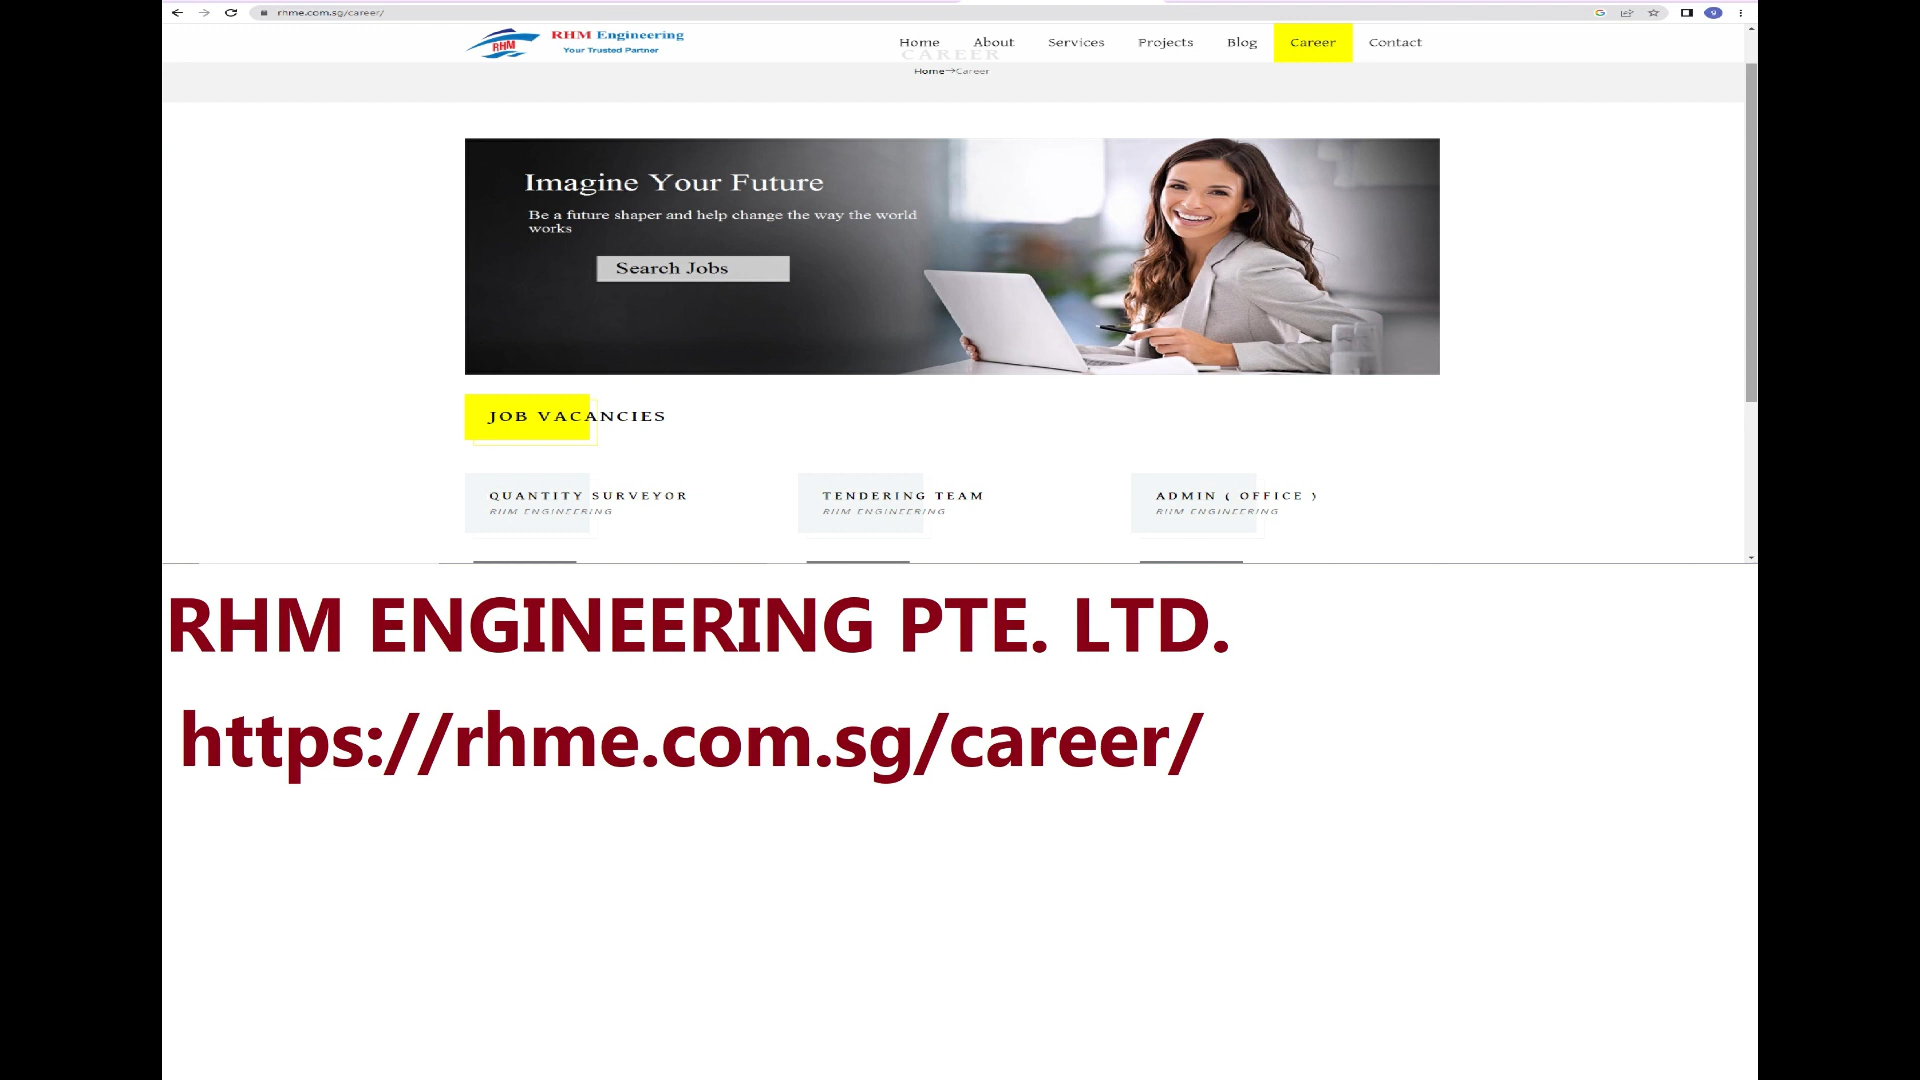 rhme.com.sg/career/
RHM
RHM Engineering
Your Trusted Partner
Home About Services Projects Blog Career Contact
CAREER
Home→Career
Imagine Your Future
Be a future shaper and help change the way the world
works
Search Jobs
JOB VACANCIES
QUANTITY SURVEYOR TENDERING TEAM ADMIN ( OFFICE )
RHM ENGINEERING RHM ENGINEERING RHM ENGINEERING
RHM ENGINEERING PTE. LTD.
https://rhme.com.sg/career/